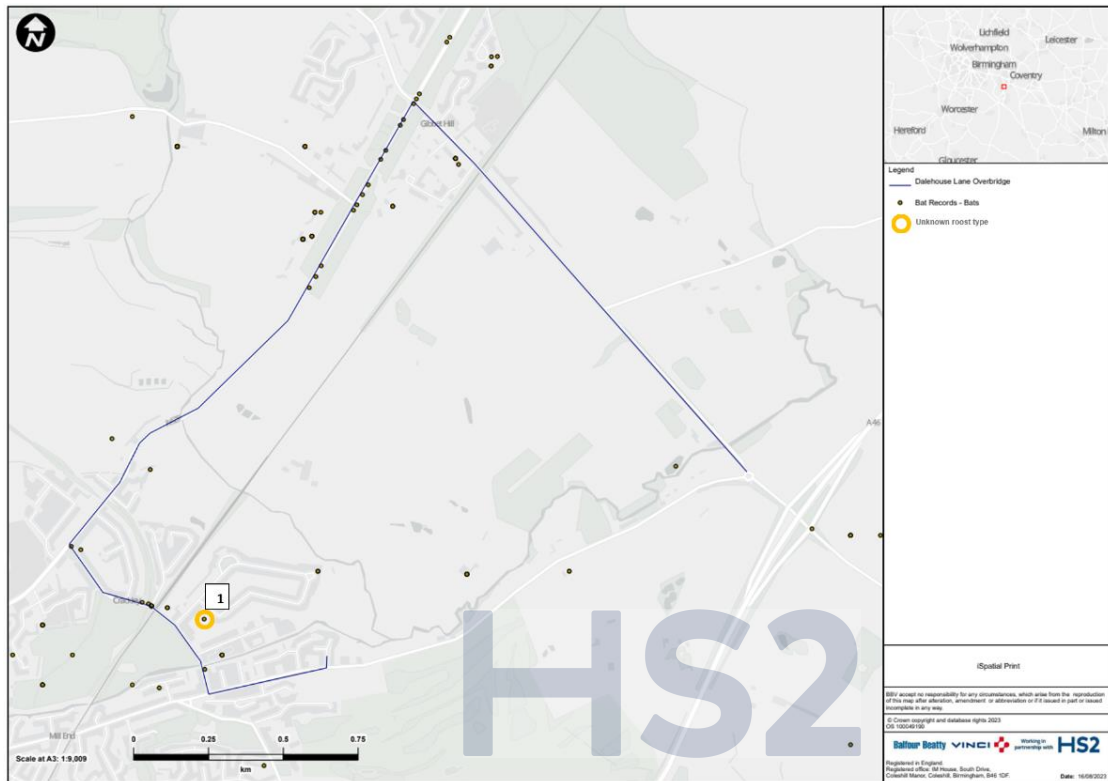 N
Gibbet Hill
A46
1
Mill End
HS2
0 0.25 0.5 0.75
km
Scale at A3: 1:9,009
Lichfield
Leicester
Wolverhampton
Birmingham
Coventry
Worcester
Hereford
Milton
Gloucester
Legend
Dalehouse Lane Overbridge
Bat Records - Bats
Unknown roost type
iSpatial Print
BBV accept no responsibility for any circumstances, which arise from the reproduction
of this map after alteration, amendment or abbreviation or if it issued in part or issued
incomplete in any way.
© Crown copyright and database rights 2023
Balfour Beatty VINCI Working in
partnership with HS2
Registered in England
Registered office: IM House, South Drive,
Coleshill Manor, Coleshill, Birmingham, B46 1DF.
Date: 16/08/2023